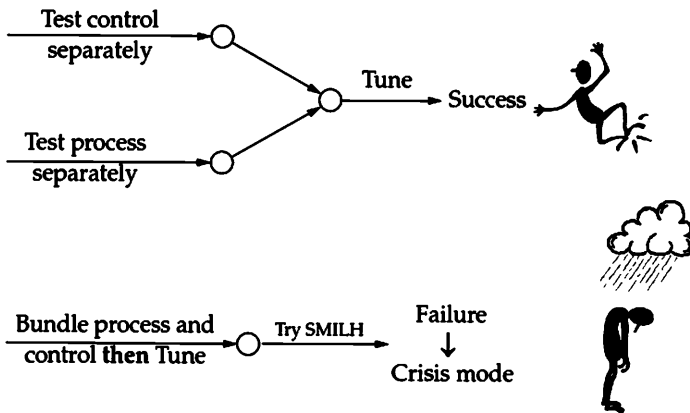 Test control
separately
Tune
Success
Test process
separately
Bundle process and
control then Tune
Try SMILH
Failure
Crisis mode